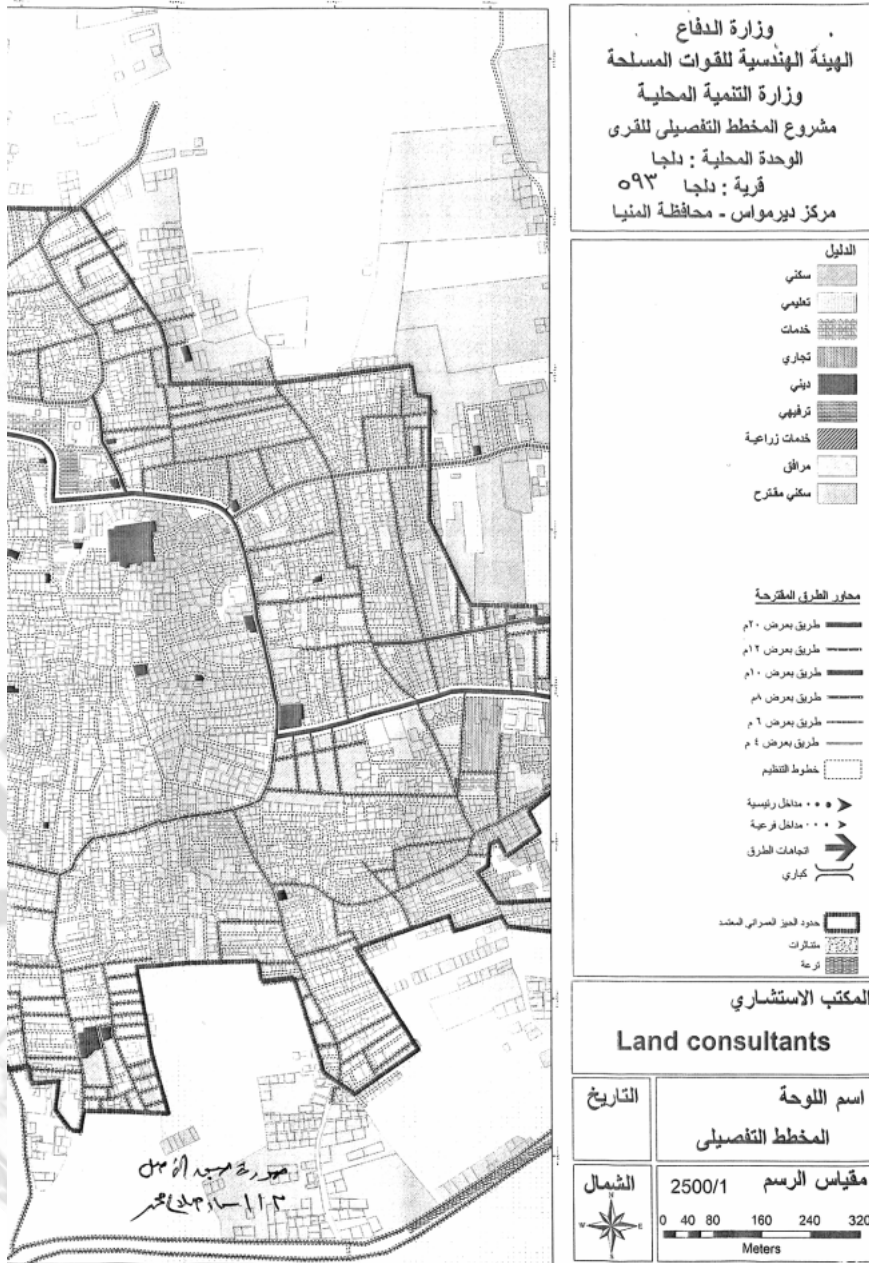 وزارة الدفاع
الهيئة الهندسية للقوات المسلحة
وزارة التنمية المحلية
مشروع المخطط التفصيلى للقرى
الوحدة المحلية : دلجا
قرية : دلجا ٥٩٣
مركز ديرمواس - محافظة المنيا
الدليل
سكني
تعليمي
خدمات
تجاري
ديني
ترفيهي
خدمات زراعية
مرافق
سكني مقترح
محاور الطرق المقترحة
طريق بعرض ٢٠م
طريق بعرض ١٢م
طريق بعرض ١٠م
طريق بعرض ٨م
طريق بعرض ٦ م
طريق بعرض ٤ م
خطوط التنظيم
مداخل رئيسية
مداخل فرعية
اتجاهات الطرق
كباري
حدود الحيز العمراني المعتمد
متناثرات
ترعة
المكتب الاستشاري
Land consultants
اسم اللوحة
المخطط التفصيلى
التاريخ
مقياس الرسم 2500/1
0 40 80 160 240 320
Meters
الشمال
N
W E
S
صورة